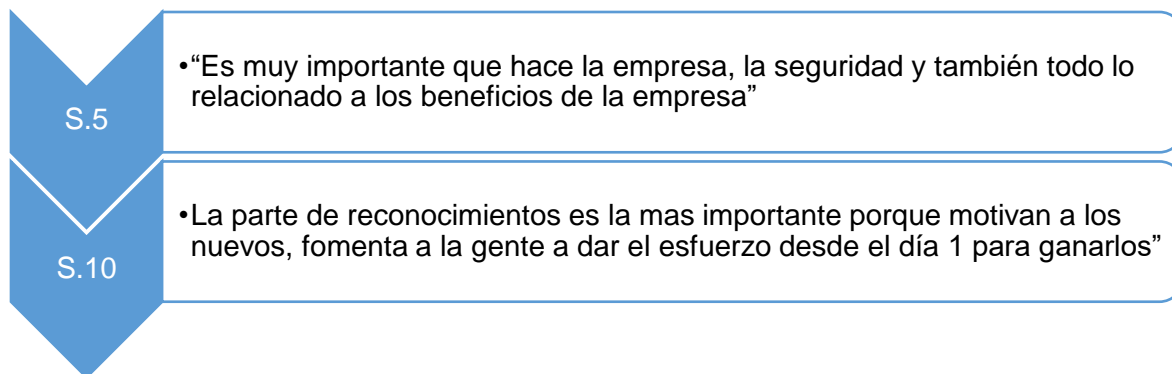 S.5
•“Es muy importante que hace la empresa, la seguridad y también todo lo
relacionado a los beneficios de la empresa”
S.10
•La parte de reconocimientos es la mas importante porque motivan a los
nuevos, fomenta a la gente a dar el esfuerzo desde el día 1 para ganarlos”